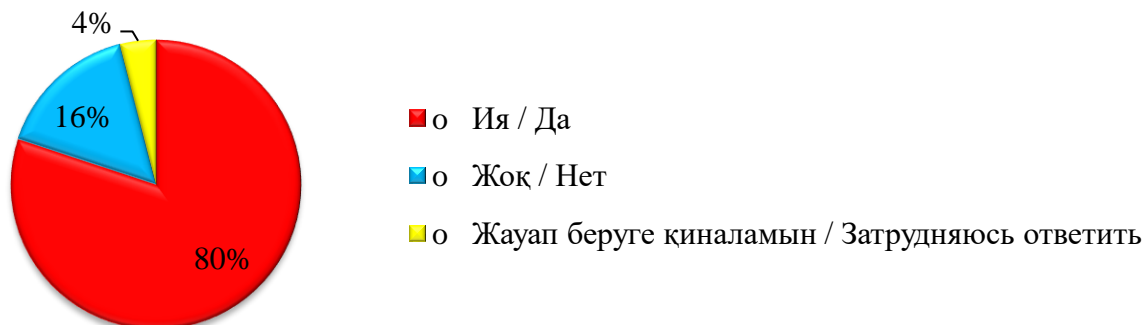 4%
16%
80%
o Ия / Да
o Жоқ / Нет
o Жауап беруге қиналамын / Затрудняюсь ответить